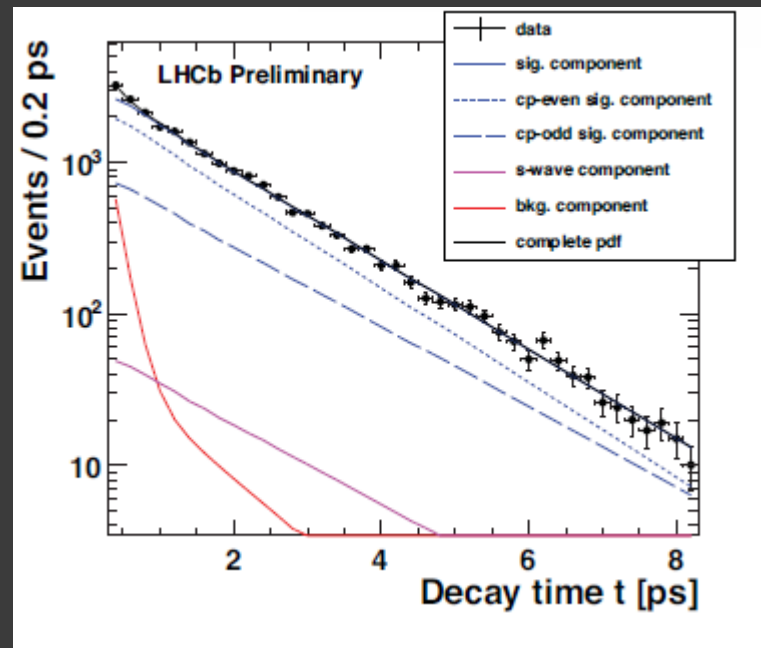 data
LHCb Preliminary
sig. component
cp-even sig. component
cp-odd sig. component
s-wave component
bkg. component
complete pdf
Events / 0.2 ps
10³
10²
10
2 4 6 8
Decay time t [ps]